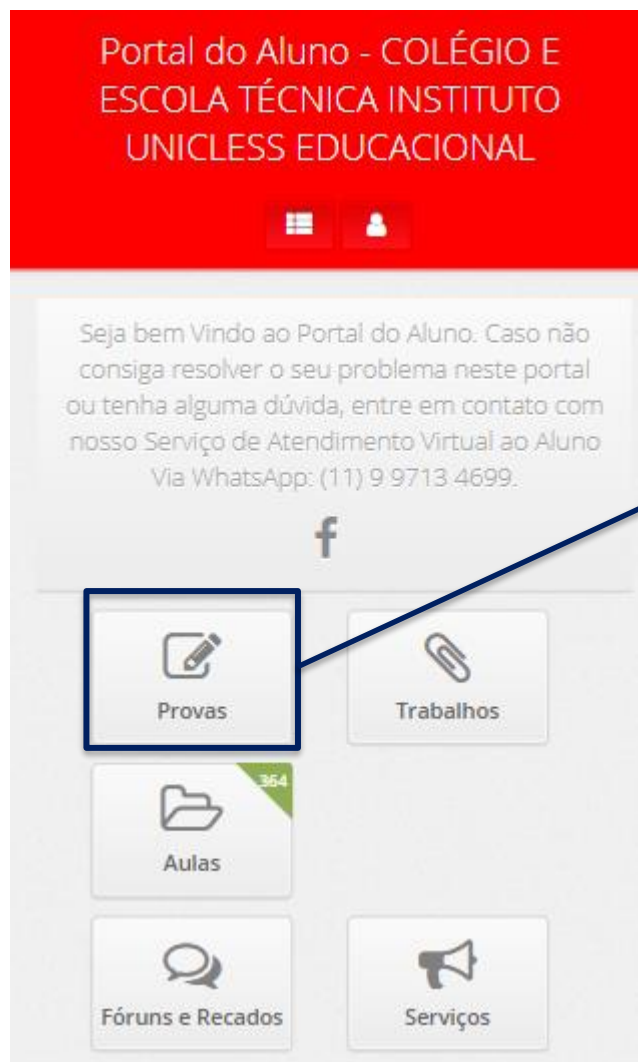 Portal do Aluno - COLÉGIO E
ESCOLA TÉCNICA INSTITUTO
UNICLESS EDUCACIONAL
Seja bem Vindo ao Portal do Aluno. Caso não
consiga resolver o seu problema neste portal
ou tenha alguma dúvida, entre em contato com
nosso Serviço de Atendimento Virtual ao Aluno
Via WhatsApp: (11) 9 9713 4699.
Provas
Trabalhos
364
Aulas
Fóruns e Recados
Serviços